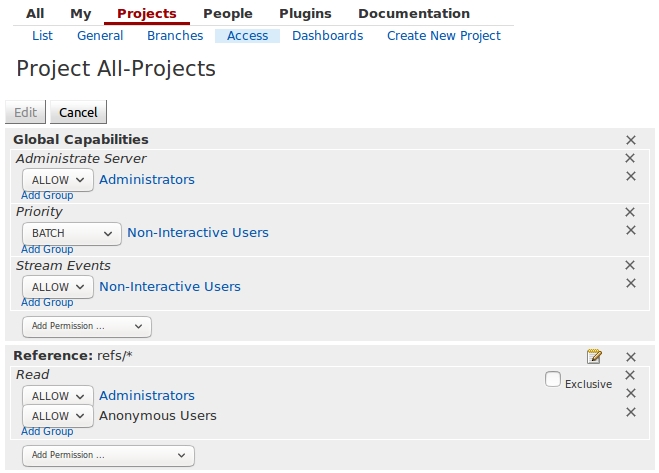 All My Projects People Plugins Documentation
List General Branches Access Dashboards Create New Project
Project All-Projects
Edit Cancel
Global Capabilities
Administrate Server
ALLOW Administrators
Add Group
Priority
BATCH Non-Interactive Users
Add Group
Stream Events
ALLOW Non-Interactive Users
Add Group
Add Permission ...
Reference: refs/*
Read
Exclusive
ALLOW Administrators
ALLOW Anonymous Users
Add Group
Add Permission ...